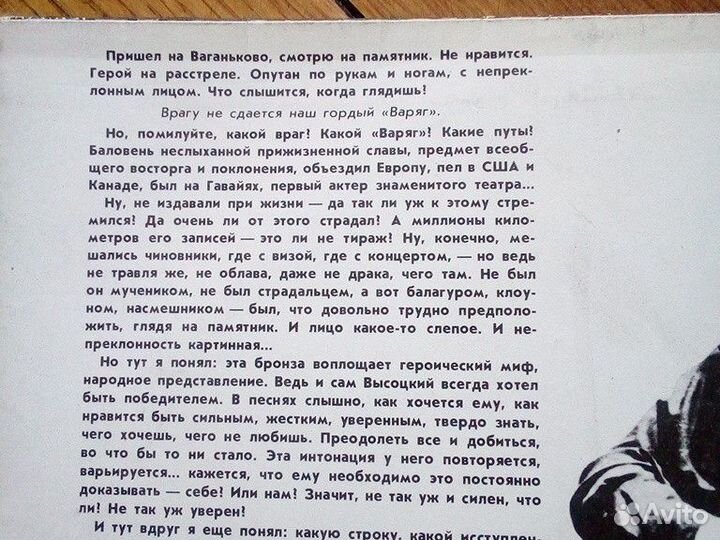 Пришел на Ваганьково, смотрю на памятник. Не нравится.
Герой на расстреле. Опутан по рукам и ногам, с непрек-
лонным лицом. Что слышится, когда глядишь!
Врагу не сдается наш гордый «Варяг».
Но, помилуйте, какой враг! Какой «Варяг»! Какие путы!
Баловень неслыханной прижизненной славы, предмет всеоб-
щего восторга и поклонения, объездил Европу, пел в США и
Канаде, был на Гавайях, первый актер знаменитого театра...
Ну, не издавали при жизни — да так ли уж к этому стре-
мился! Да очень ли от этого страдал! А миллионы кило-
метров его записей — это ли не тираж! Ну, конечно, ме-
шались чиновники, где с визой, где с концертом, — но ведь
не травля же, не облава, даже не драка, чего там. Не был
он мучеником, не был страдальцем, а вот балагуром, клоу-
ном, насмешником — был, что довольно трудно предполо-
жить, глядя на памятник. И лицо какое-то слепое. И не-
преклонность картинная...
Но тут я понял: эта бронза воплощает героический миф,
народное представление. Ведь и сам Высоцкий всегда хотел
быть победителем. В песнях слышно, как хочется ему, как
нравится быть сильным, жестким, уверенным, твердо знать,
чего хочешь, чего не любишь. Преодолеть все и добиться,
во что бы то ни стало. Эта интонация у него повторяется,
варьируется... кажется, что ему необходимо это постоянно
доказывать — себе! Или нам! Значит, не так уж и силен, что
ли! Не так уж уверен!
И тут вдруг я еще понял: какую строку, какой исступлен-
Avito